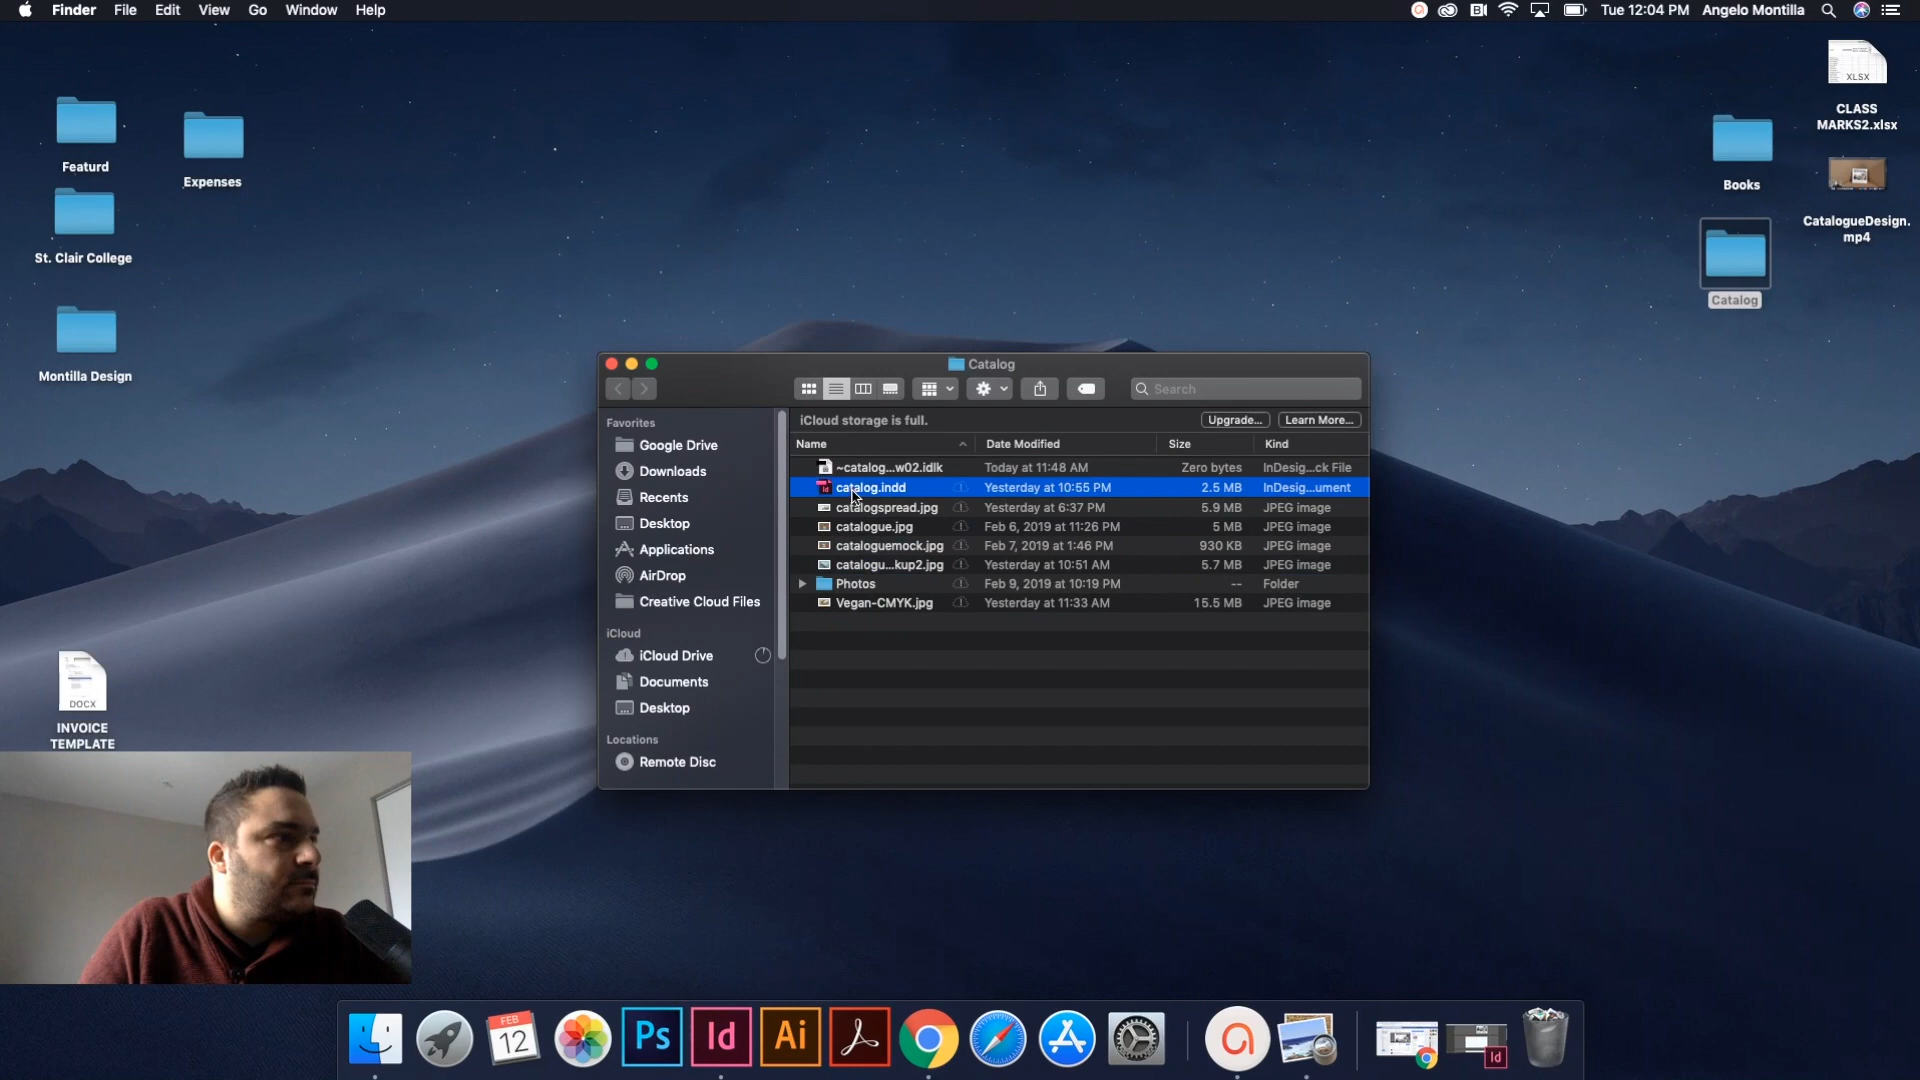 Finder File Edit View Go Window Help
Tue 12:04 PM Angelo Montilla
Featurd
Expenses
St. Clair College
Montilla Design
DOCX
INVOICE
TEMPLATE
XLSX
CLASS
MARKS2.xlsx
Books
CatalogueDesign.
mp4
Catalog
Catalog
Search
Favorites
Google Drive
Downloads
Recents
Desktop
Applications
AirDrop
Creative Cloud Files
iCloud
iCloud Drive
Documents
Desktop
Locations
Remote Disc
iCloud storage is full. Upgrade... Learn More...
Name Date Modified Size Kind
~catalog...w02.idlk Today at 11:48 AM Zero bytes InDesig...ck File
catalog.indd Yesterday at 10:55 PM 2.5 MB InDesig...ument
catalogspread.jpg Yesterday at 6:37 PM 5.9 MB JPEG image
catalogue.jpg Feb 6, 2019 at 11:26 PM 5 MB JPEG image
cataloguemock.jpg Feb 7, 2019 at 1:46 PM 930 KB JPEG image
catalogu...kup2.jpg Yesterday at 10:51 AM 5.7 MB JPEG image
Photos Feb 9, 2019 at 10:19 PM -- Folder
Vegan-CMYK.jpg Yesterday at 11:33 AM 15.5 MB JPEG image
FEB
12
Ps
Id
Ai
Id